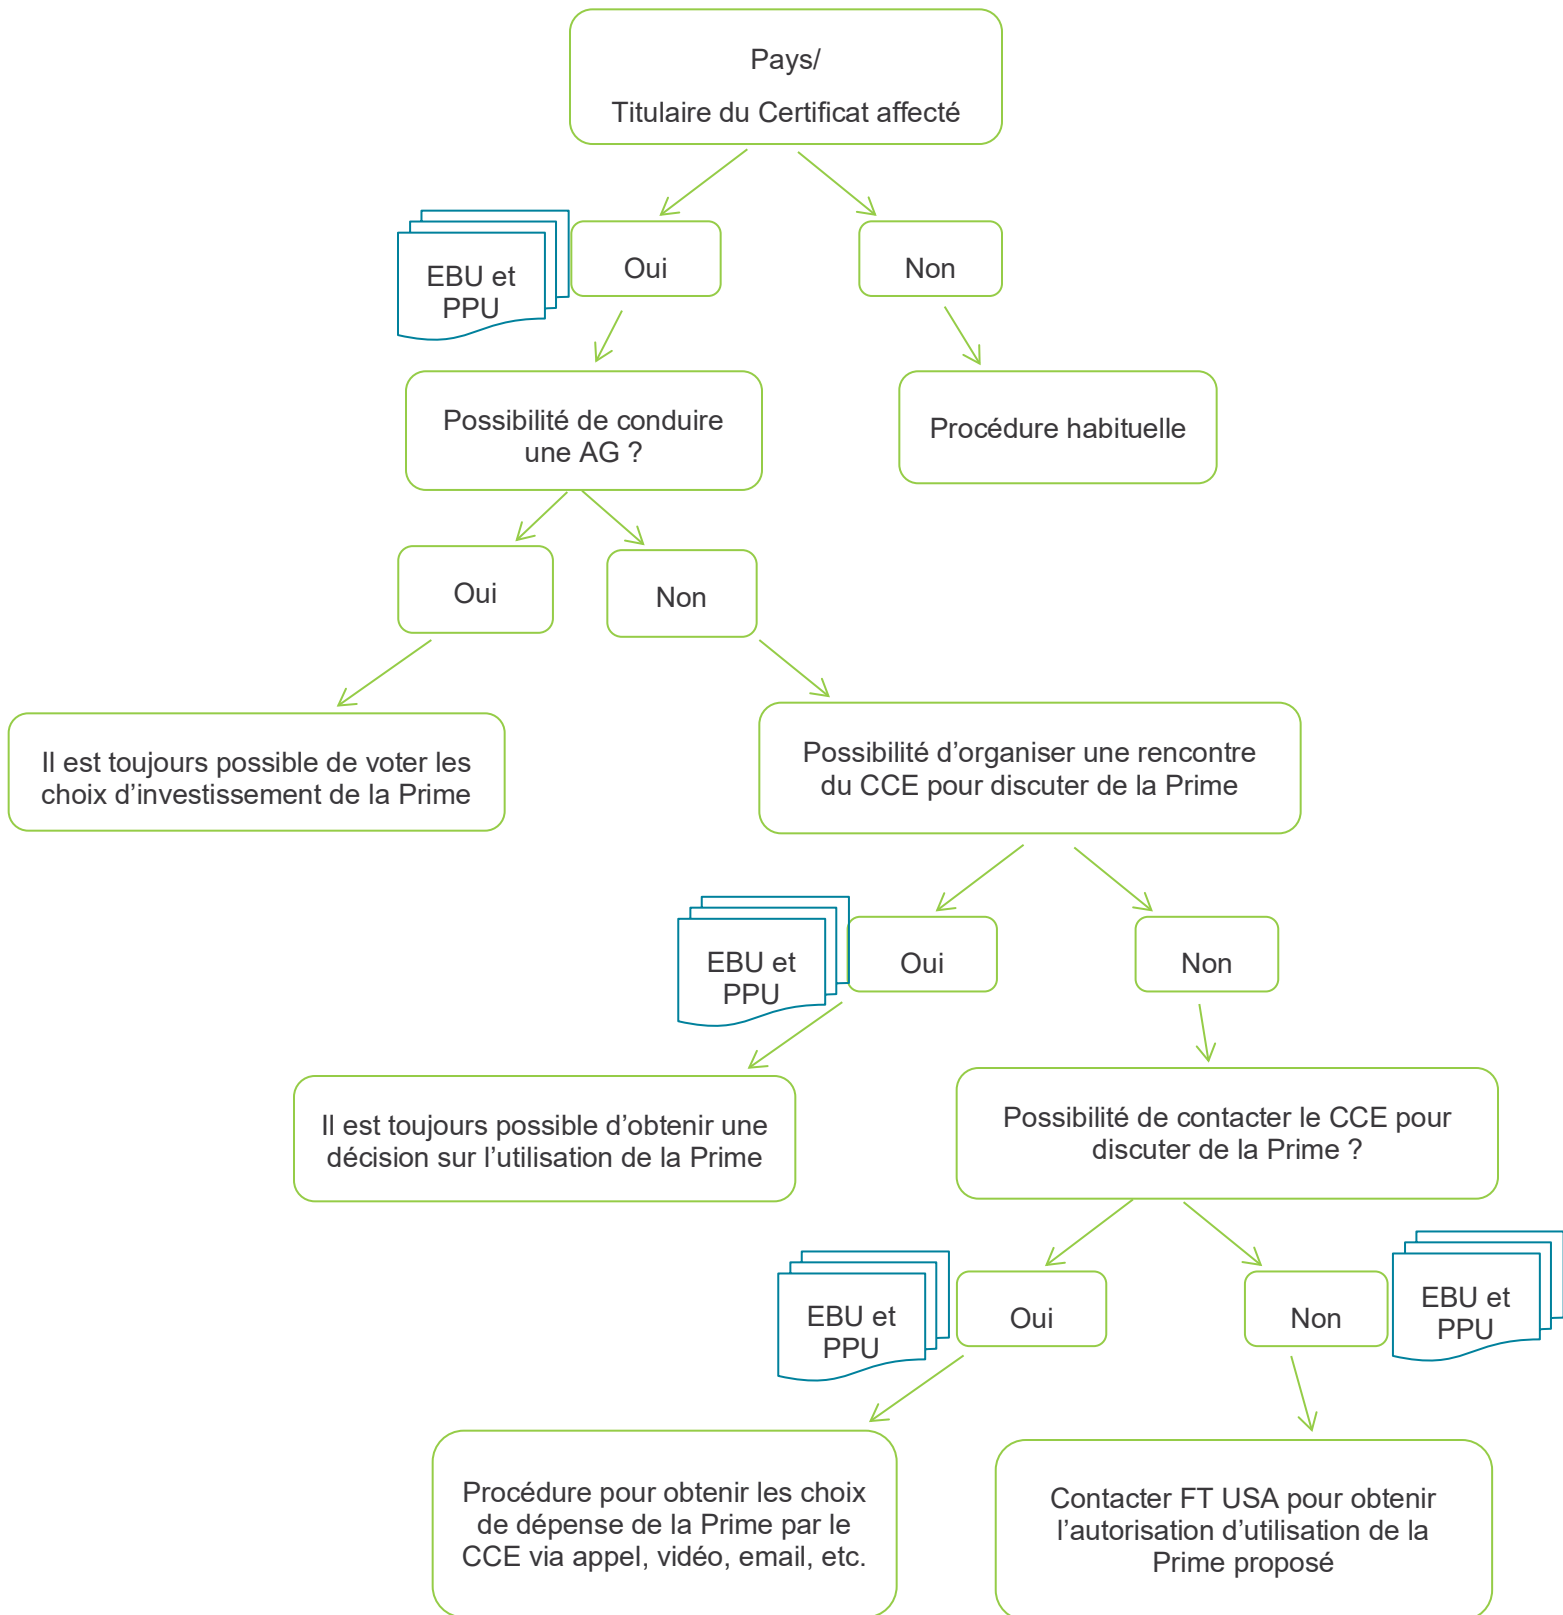 Pays/
Titulaire du Certificat affecté
EBU et
PPU
Oui
Non
Possibilité de conduire
une AG ?
Procédure habituelle
Oui
Non
Il est toujours possible de voter les
choix d’investissement de la Prime
Possibilité d’organiser une rencontre
du CCE pour discuter de la Prime
EBU et
PPU
Oui
Non
Il est toujours possible d’obtenir une
décision sur l’utilisation de la Prime
Possibilité de contacter le CCE pour
discuter de la Prime ?
EBU et
PPU
Oui
Non
EBU et
PPU
Procédure pour obtenir les choix
de dépense de la Prime par le
CCE via appel, vidéo, email, etc.
Contacter FT USA pour obtenir
l’autorisation d’utilisation de la
Prime proposé